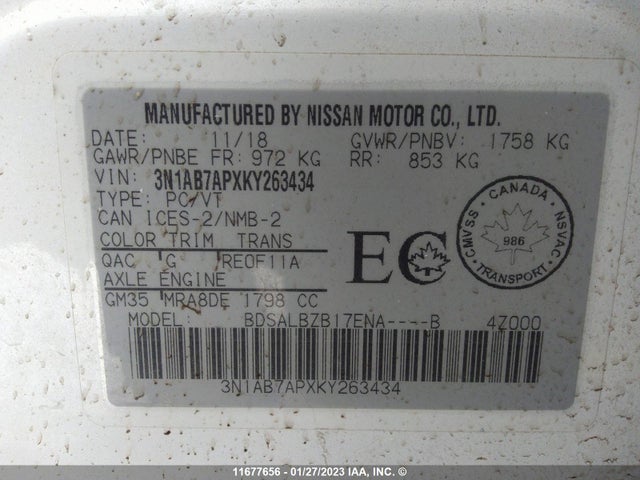 MANUFACTURED BY NISSAN MOTOR CO., LTD.
DATE: 11/18 GVWR/PNBV: 1758 KG
GAWR/PNBE FR: 972 KG RR: 853 KG
VIN: 3N1AB7APXKY263434
TYPE: PC/VT
CAN ICES-2/NMB-2
COLOR TRIM TRANS
QAC G REOF11A
AXLE ENGINE
GM35 MRA8DE 1798 CC
EC
CANADA
CMVSS NSVAC
986
TRANSPORT
MODEL: BDSALBZB17ENA----B 4Z000
3N1AB7APXKY263434
11677656 - 01/27/2023 IAA, INC. ©